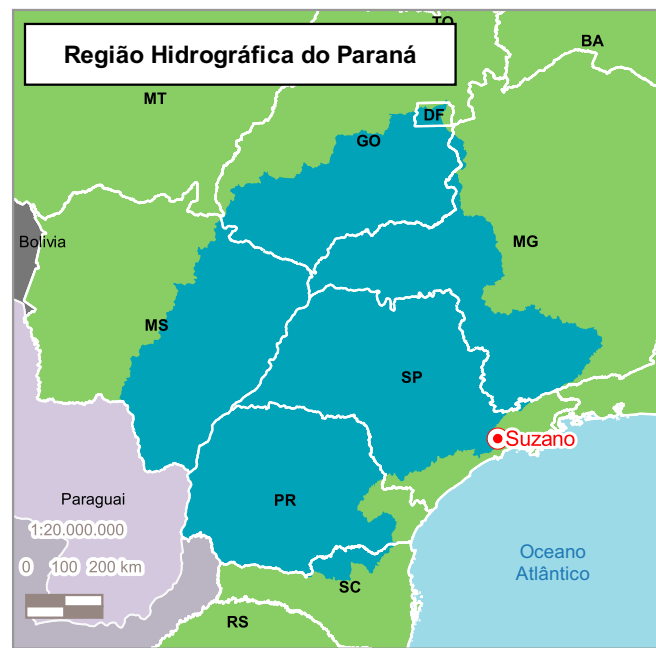 Região Hidrográfica do Paraná
TO
BA
MT
DF
GO
Bolívia
MG
MS
SP
Suzano
Paraguai
PR
1:20.000.000
0 100 200 km
Oceano
Atlântico
SC
RS